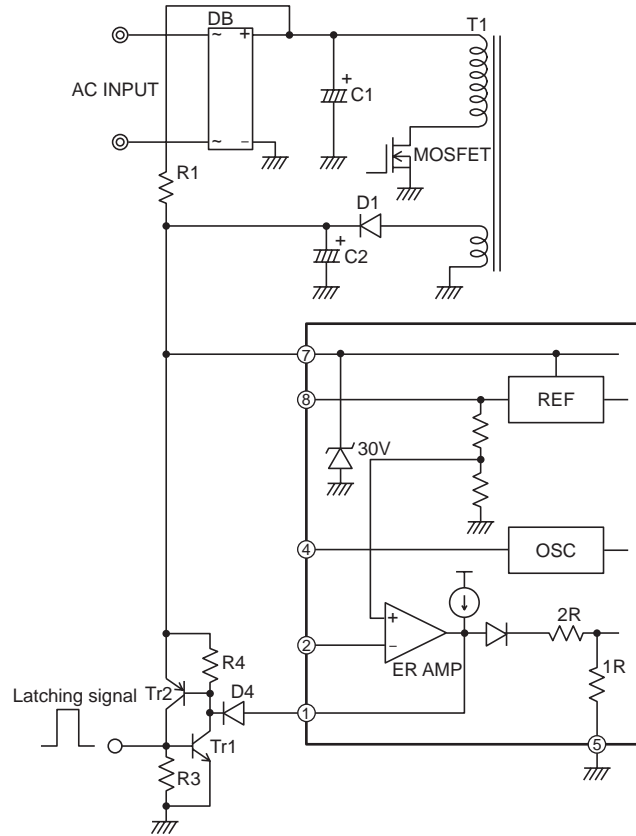 DB
T1
~
+
AC INPUT
+
C1
~
−
MOSFET
R1
D1
+
C2
7
8
REF
30V
4
OSC
2R
+
2
−
ER AMP
1R
R4
Tr2
D4
1
Latching signal
Tr1
5
R3